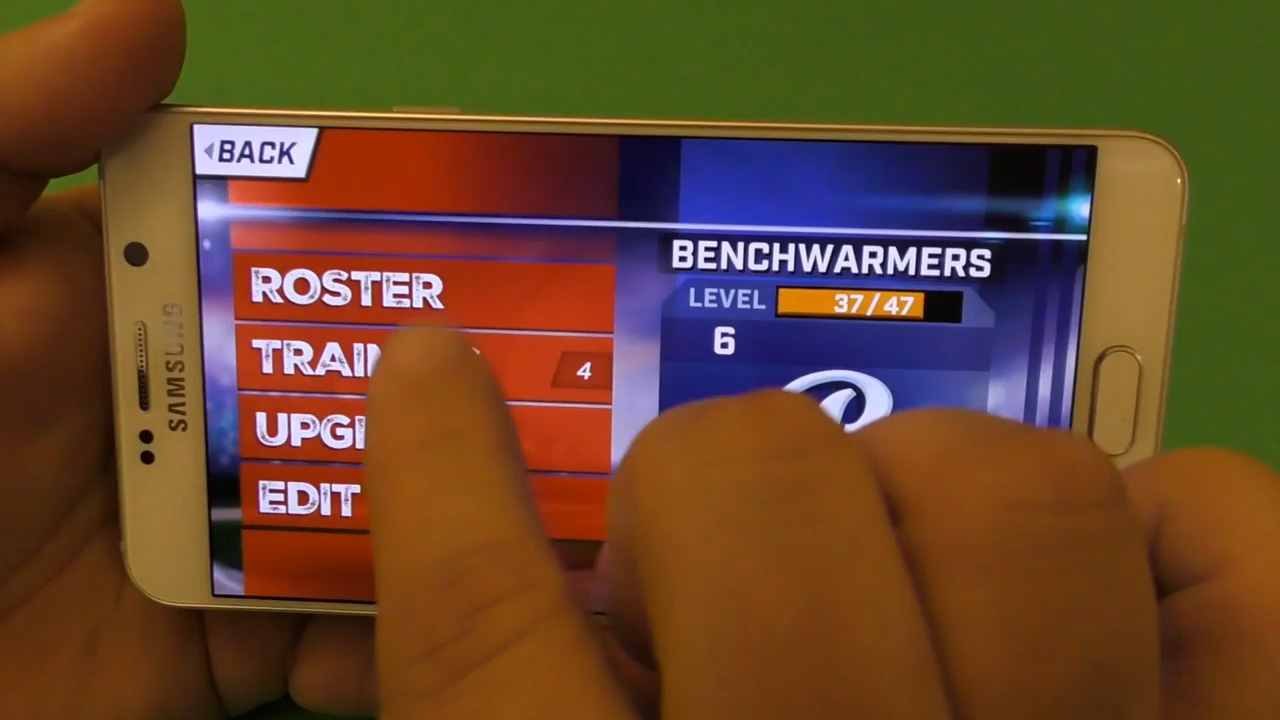 BACK
ROSTER
4
EDIT
BENCHWARMERS
LEVEL 37/47
6
SAMSUNG